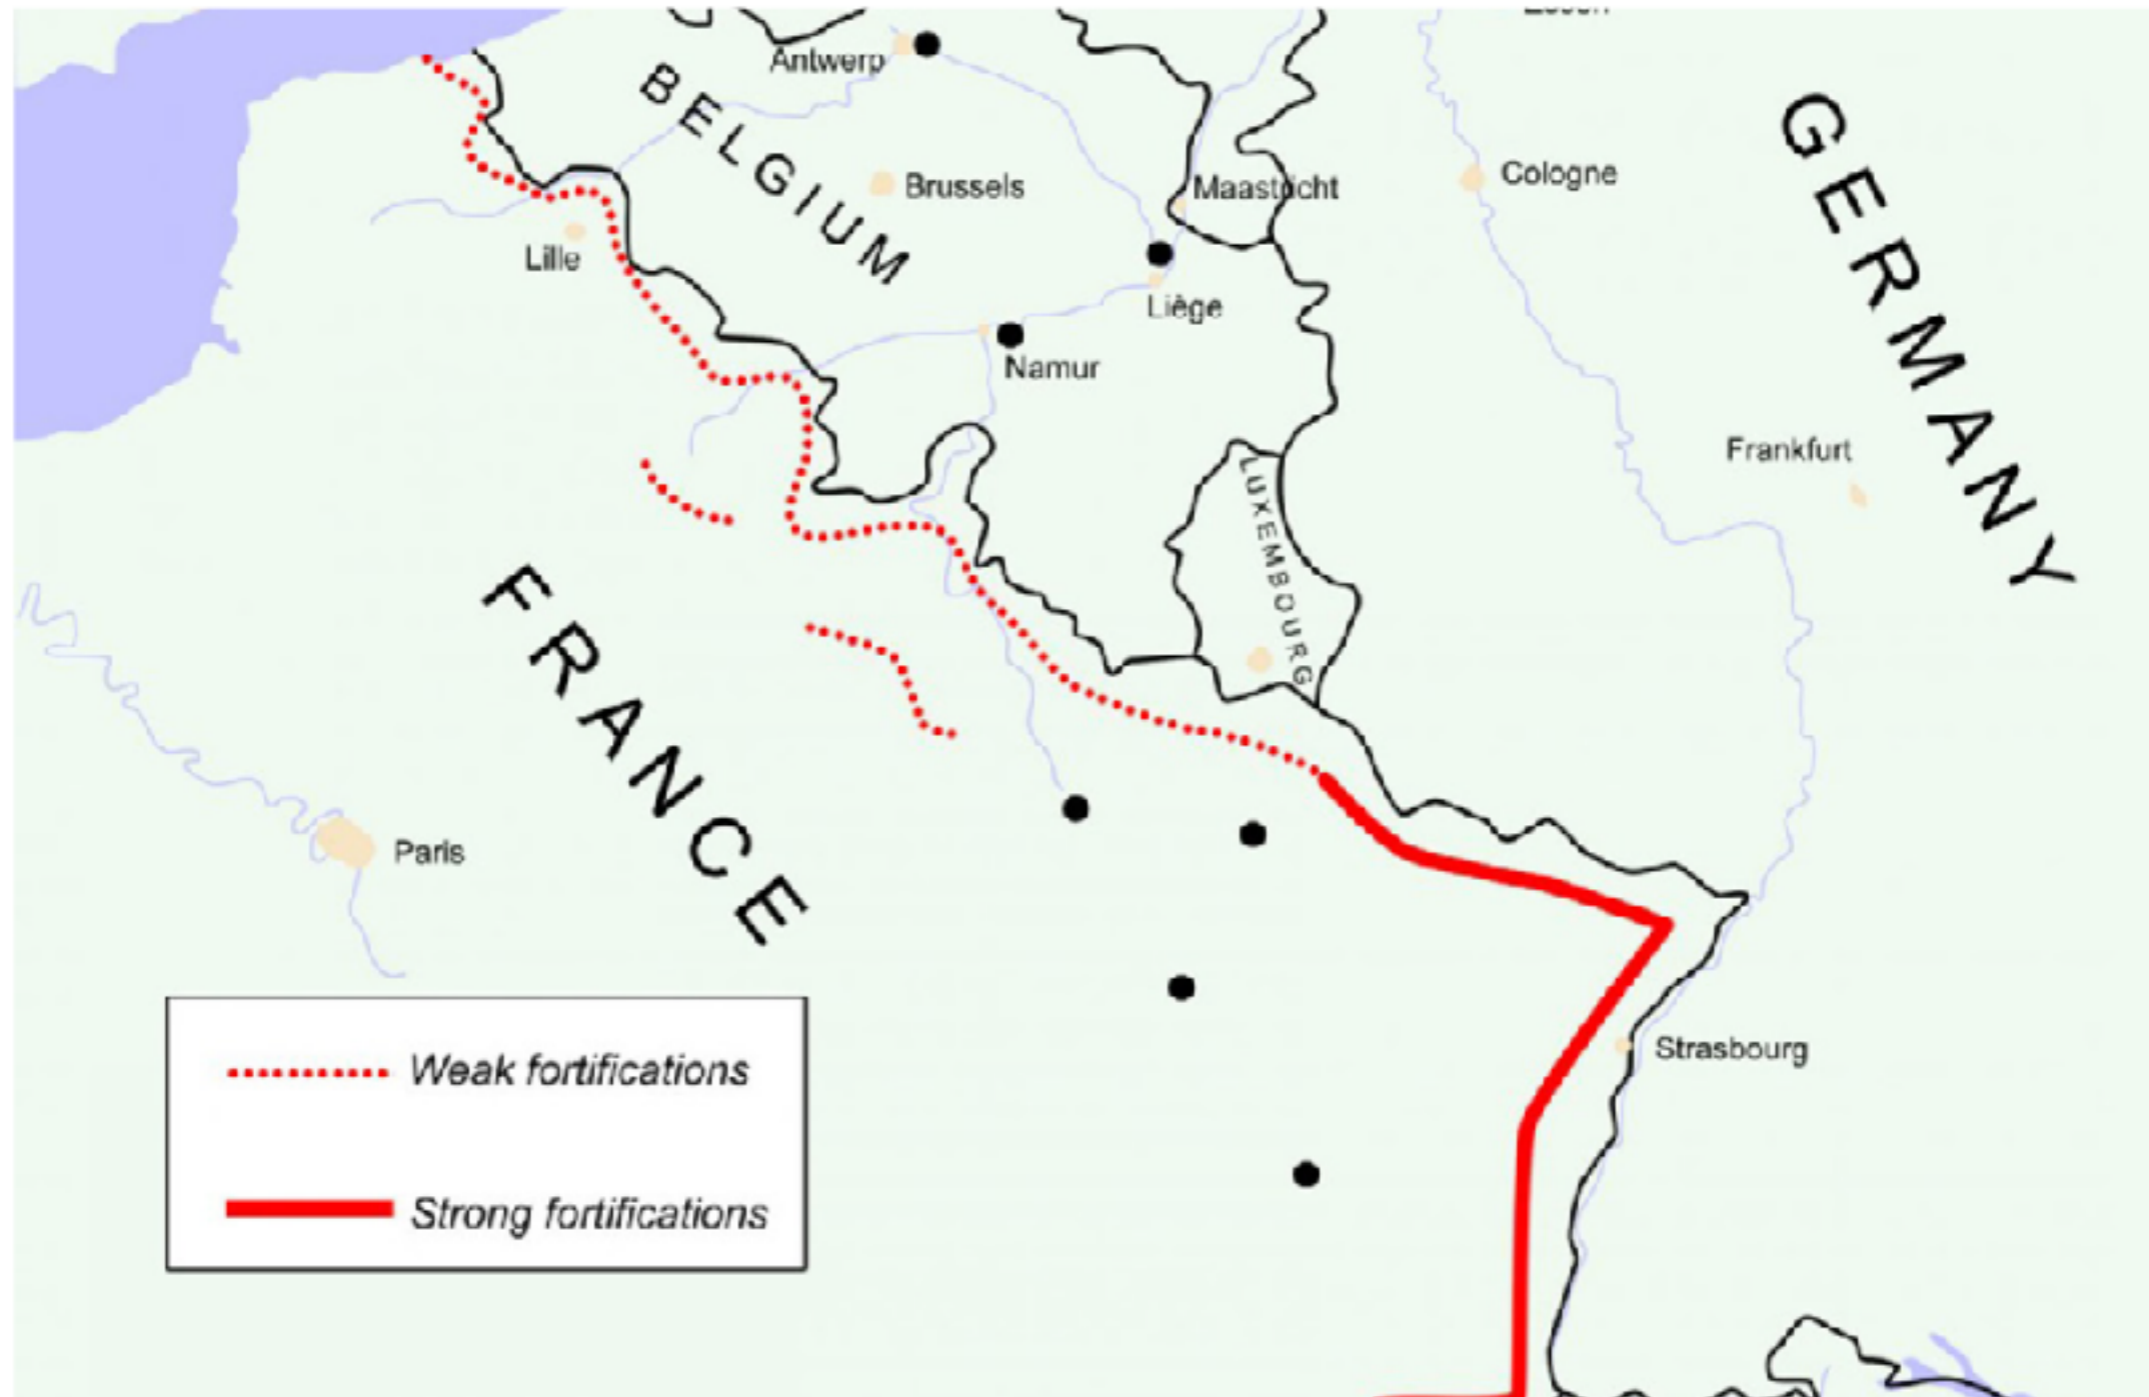 Antwerp
BELGIUM
Brussels
Maastricht
Cologne
GERMANY
Lille
Liège
Namur
Frankfurt
LUXEMBOURG
FRANCE
Paris
Strasbourg
Weak fortifications
Strong fortifications